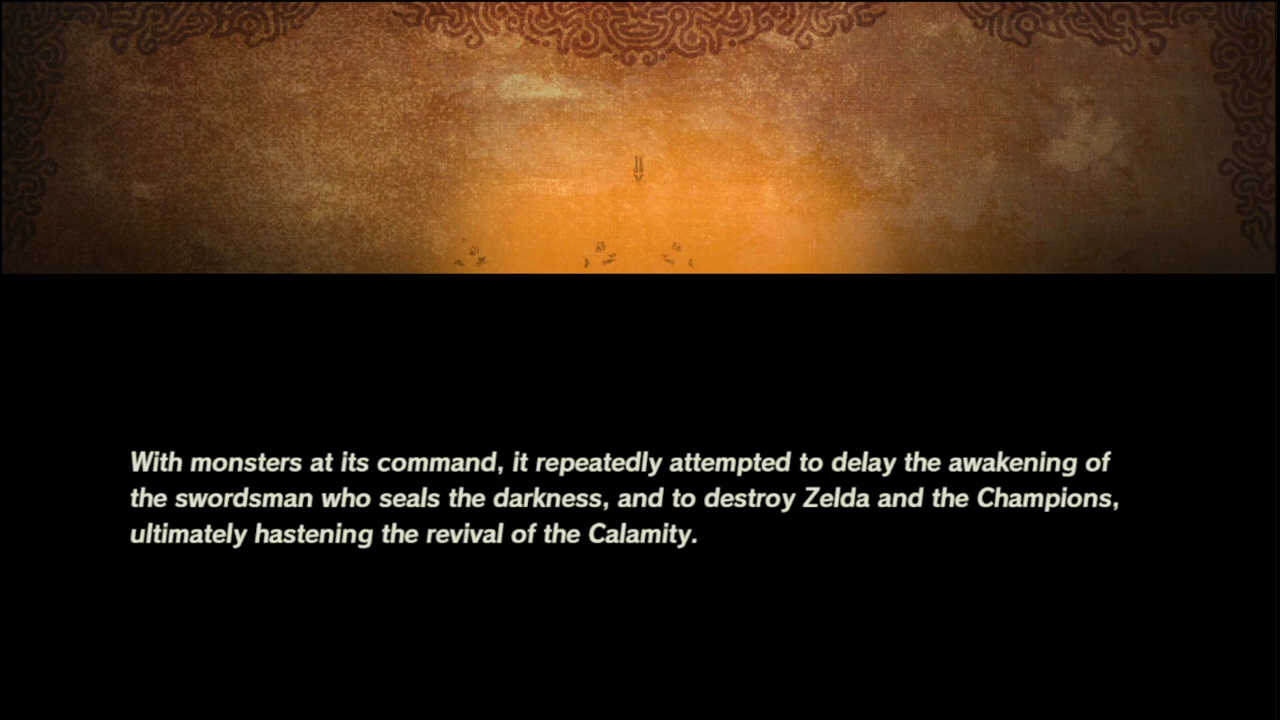 With monsters at its command, it repeatedly attempted to delay the awakening of
the swordsman who seals the darkness, and to destroy Zelda and the Champions,
ultimately hastening the revival of the Calamity.